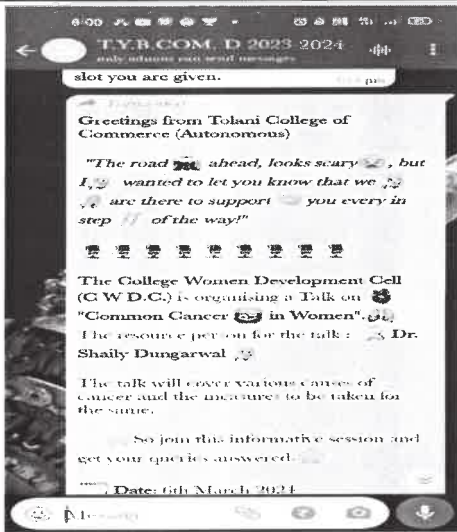 6:00
T.Y.B.COM. D 2023 2024
only admins can send messages
slot you are given.
pm
Forwarded
Greetings from Tolani College of
Commerce (Autonomous)
"The road ahead, looks scary , but
I, wanted to let you know that we
are there to support you every in
step of the way!"
The College Women Development Cell
(C W D.C.) is organising a Talk on
"Common Cancer in Women".
The resource person for the talk : Dr.
Shaily Dungarwal
The talk will cover various causes of
cancer and the measures to be taken for
the same.
So join this informative session and
get your queries answered.
Date: 6th March 2024
Message